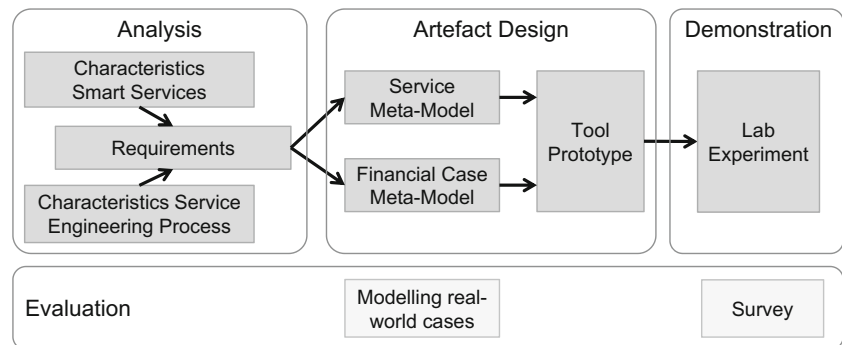 Analysis
Characteristics
Smart Services
Requirements
Characteristics Service
Engineering Process
Artefact Design
Service
Meta-Model
Financial Case
Meta-Model
Tool
Prototype
Demonstration
Lab
Experiment
Evaluation
Modelling real-
world cases
Survey